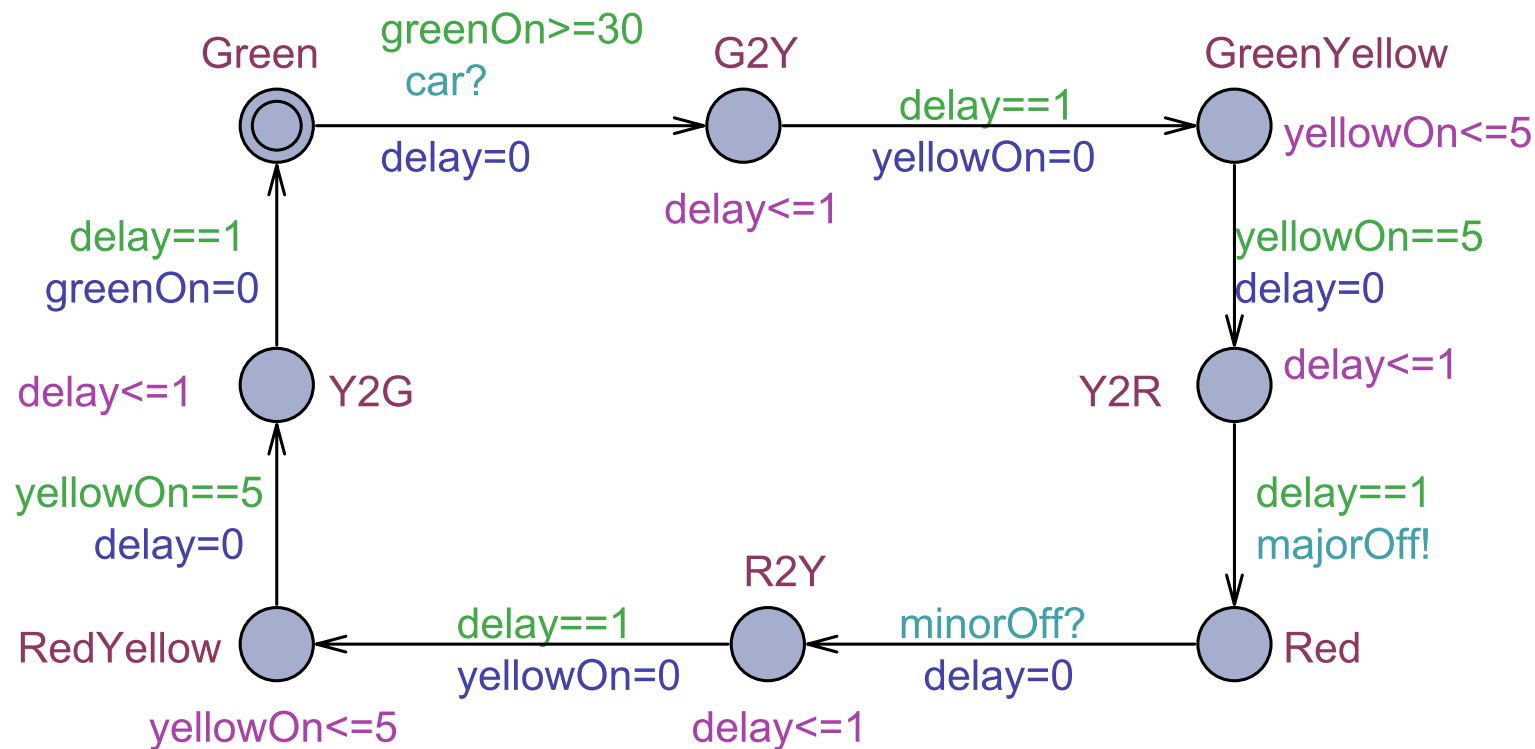 greenOn>=30
Green
G2Y
GreenYellow
car?
delay==1
yellowOn<=5
delay=0
yellowOn=0
delay<=1
delay==1
yellowOn==5
greenOn=0
delay=0
delay<=1
delay<=1
Y2G
Y2R
yellowOn==5
delay==1
delay=0
majorOff!
R2Y
delay==1
minorOff?
RedYellow
Red
yellowOn=0
delay=0
yellowOn<=5
delay<=1